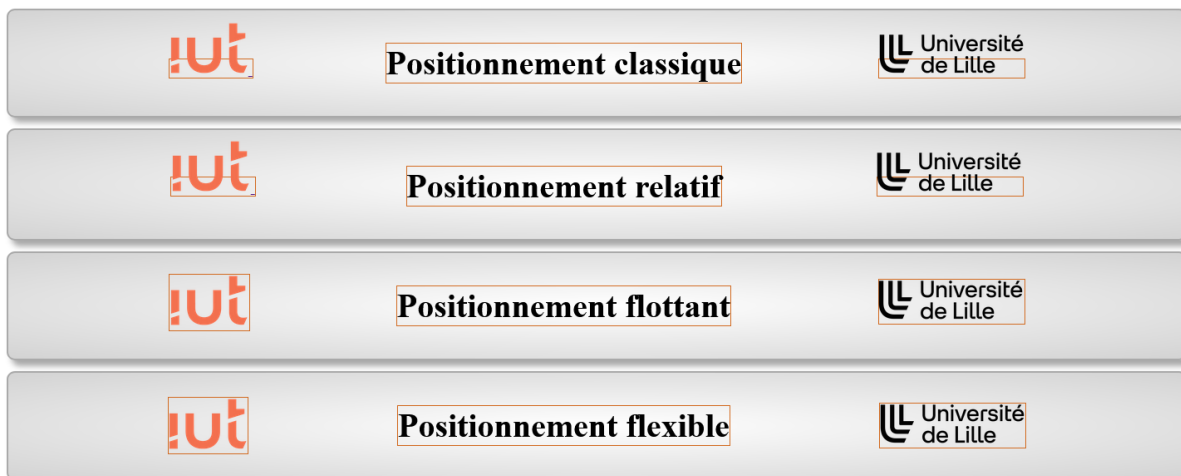 iut
Positionnement classique
Université
de Lille
iut
Positionnement relatif
Université
de Lille
iut
Positionnement flottant
Université
de Lille
iut
Positionnement flexible
Université
de Lille